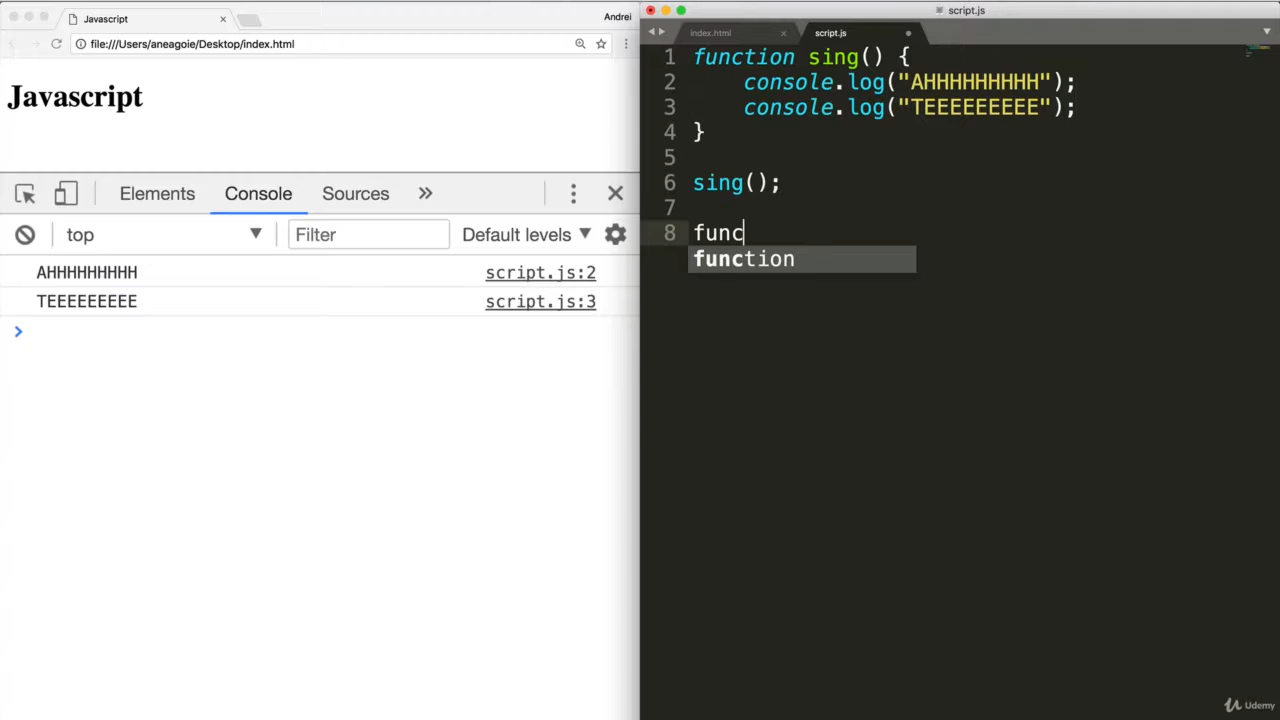 Javascript
Andrei
file:///Users/aneagoie/Desktop/index.html
Javascript
Elements Console Sources
top Filter Default levels
AHHHHHHHHH script.js:2
TEEEEEEEEE script.js:3
script.js
index.html script.js
1 function sing() {
2 console.log("AHHHHHHHHH");
3 console.log("TEEEEEEEEE");
4 }
5
6 sing();
7
8 func
function
Udemy